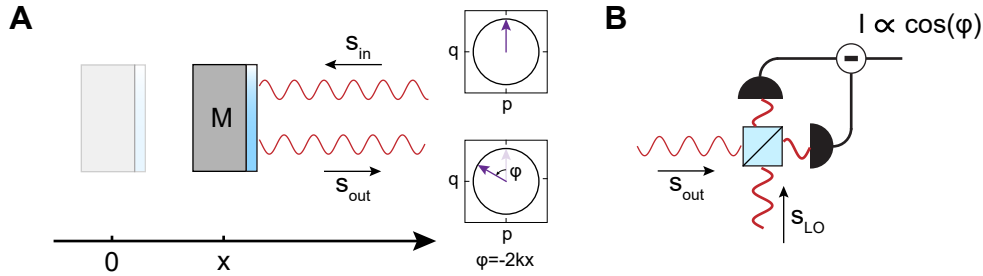 A
M
s_in
s_out
0
x
q
p
q
φ
p
φ=-2kx
B
I ∝ cos(φ)
s_out
s_LO